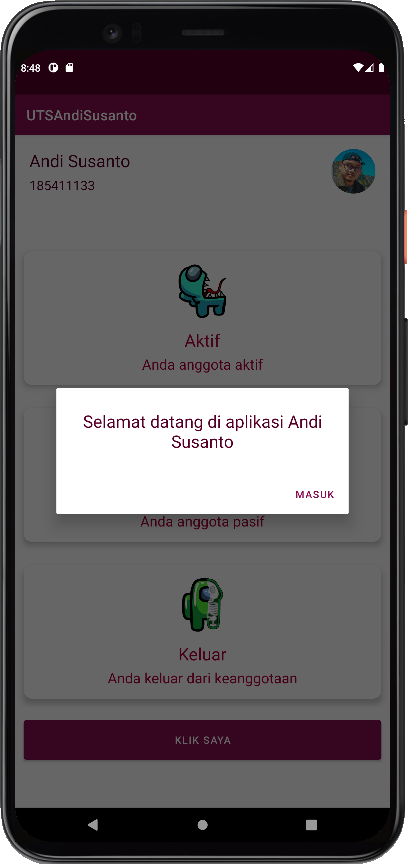 8:48
UTSAndiSusanto
Andi Susanto
185411133
Aktif
Anda anggota aktif
Selamat datang di aplikasi Andi
Susanto
MASUK
Anda anggota pasif
Keluar
Anda keluar dari keanggotaan
KLIK SAYA